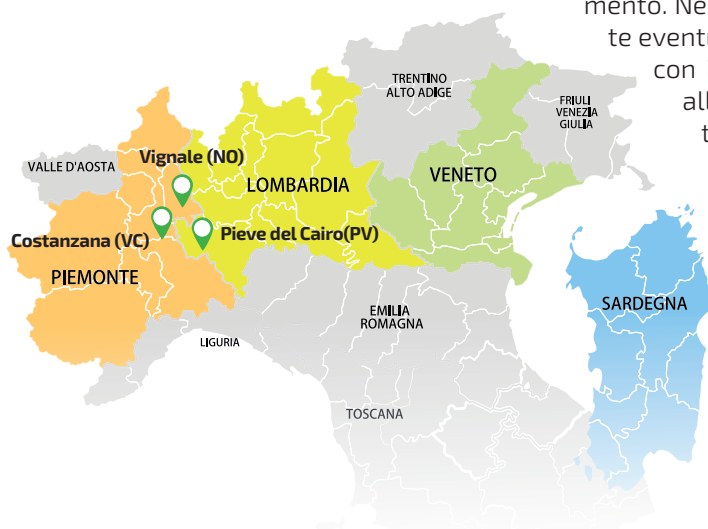 mento. Ne
te event
con
all
t
TRENTINO
ALTO ADIGE
FRIULI
VENEZIA
GIULIA
VALLE D'AOSTA
Vignale (NO)
LOMBARDIA
VENETO
Costanzana (VC)
Pieve del Cairo(PV)
PIEMONTE
SARDEGNA
EMILIA
ROMAGNA
LIGURIA
TOSCANA